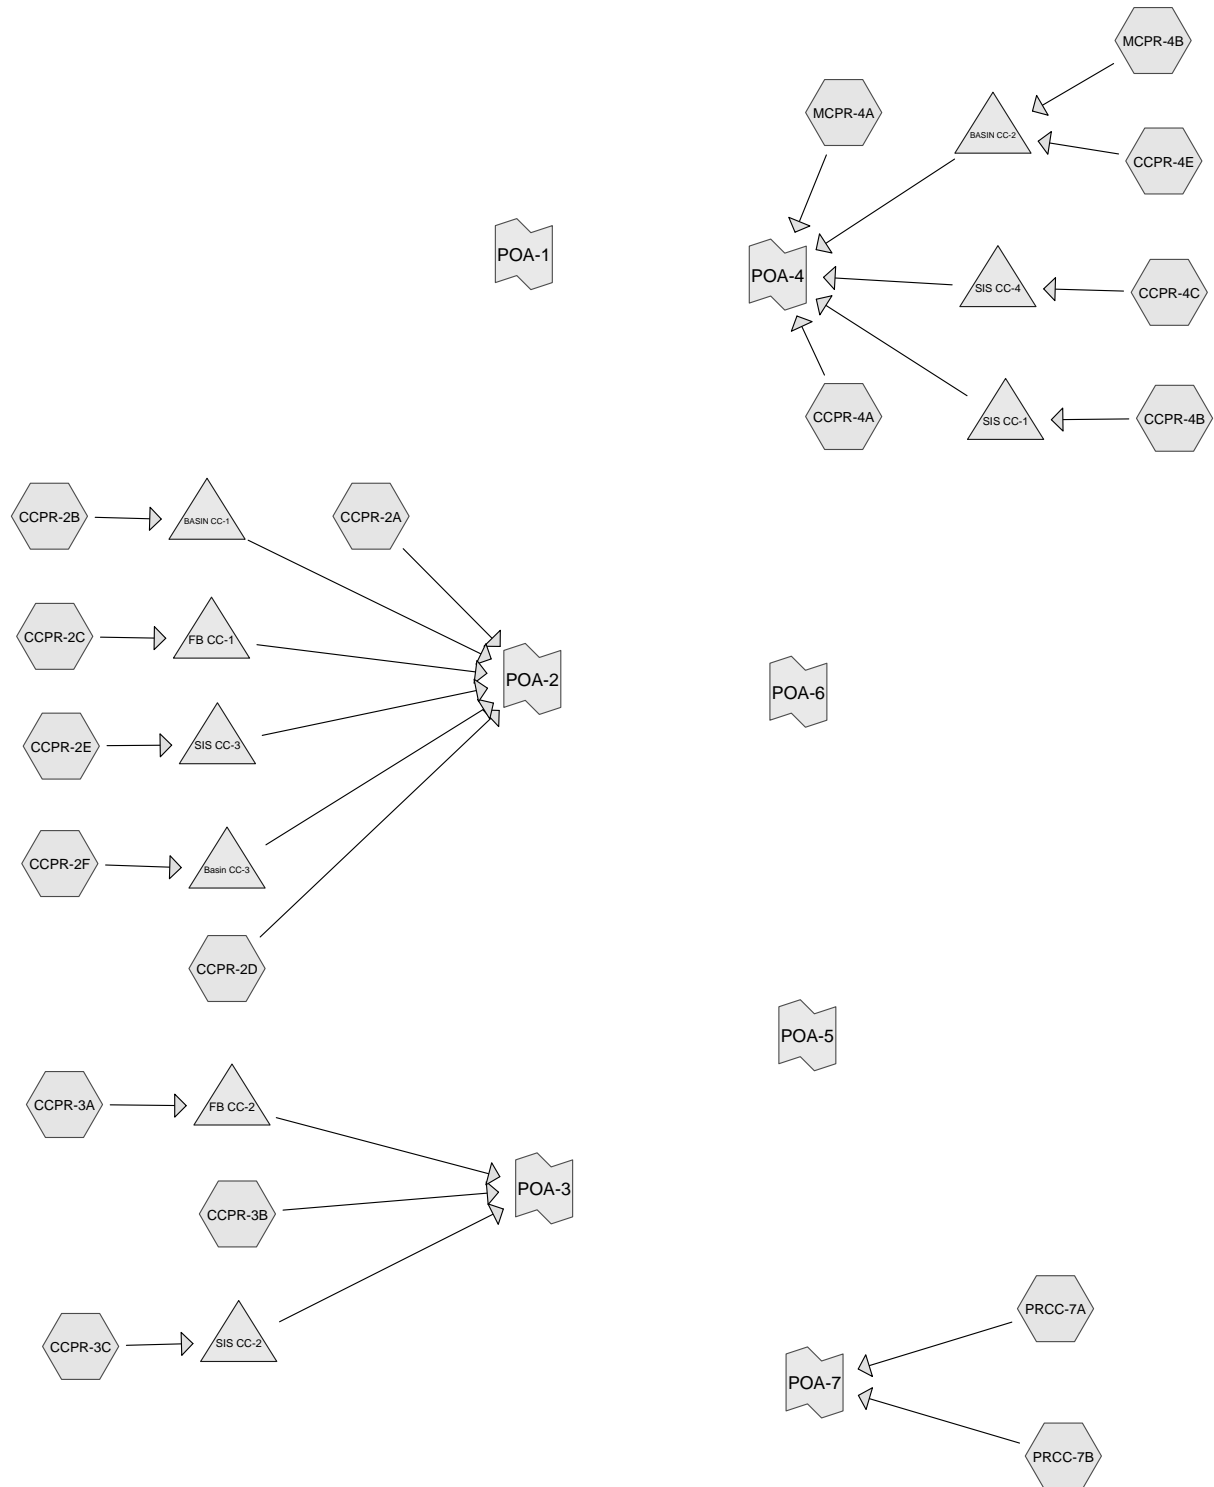 MCPR-4B
MCPR-4A
BASIN CC-2
CCPR-4E
POA-1
POA-4
SIS CC-4
CCPR-4C
CCPR-4A
SIS CC-1
CCPR-4B
CCPR-2B
BASIN CC-1
CCPR-2A
CCPR-2C
FB CC-1
POA-2
POA-6
CCPR-2E
SIS CC-3
CCPR-2F
Basin CC-3
CCPR-2D
POA-5
CCPR-3A
FB CC-2
POA-3
CCPR-3B
PRCC-7A
CCPR-3C
SIS CC-2
POA-7
PRCC-7B